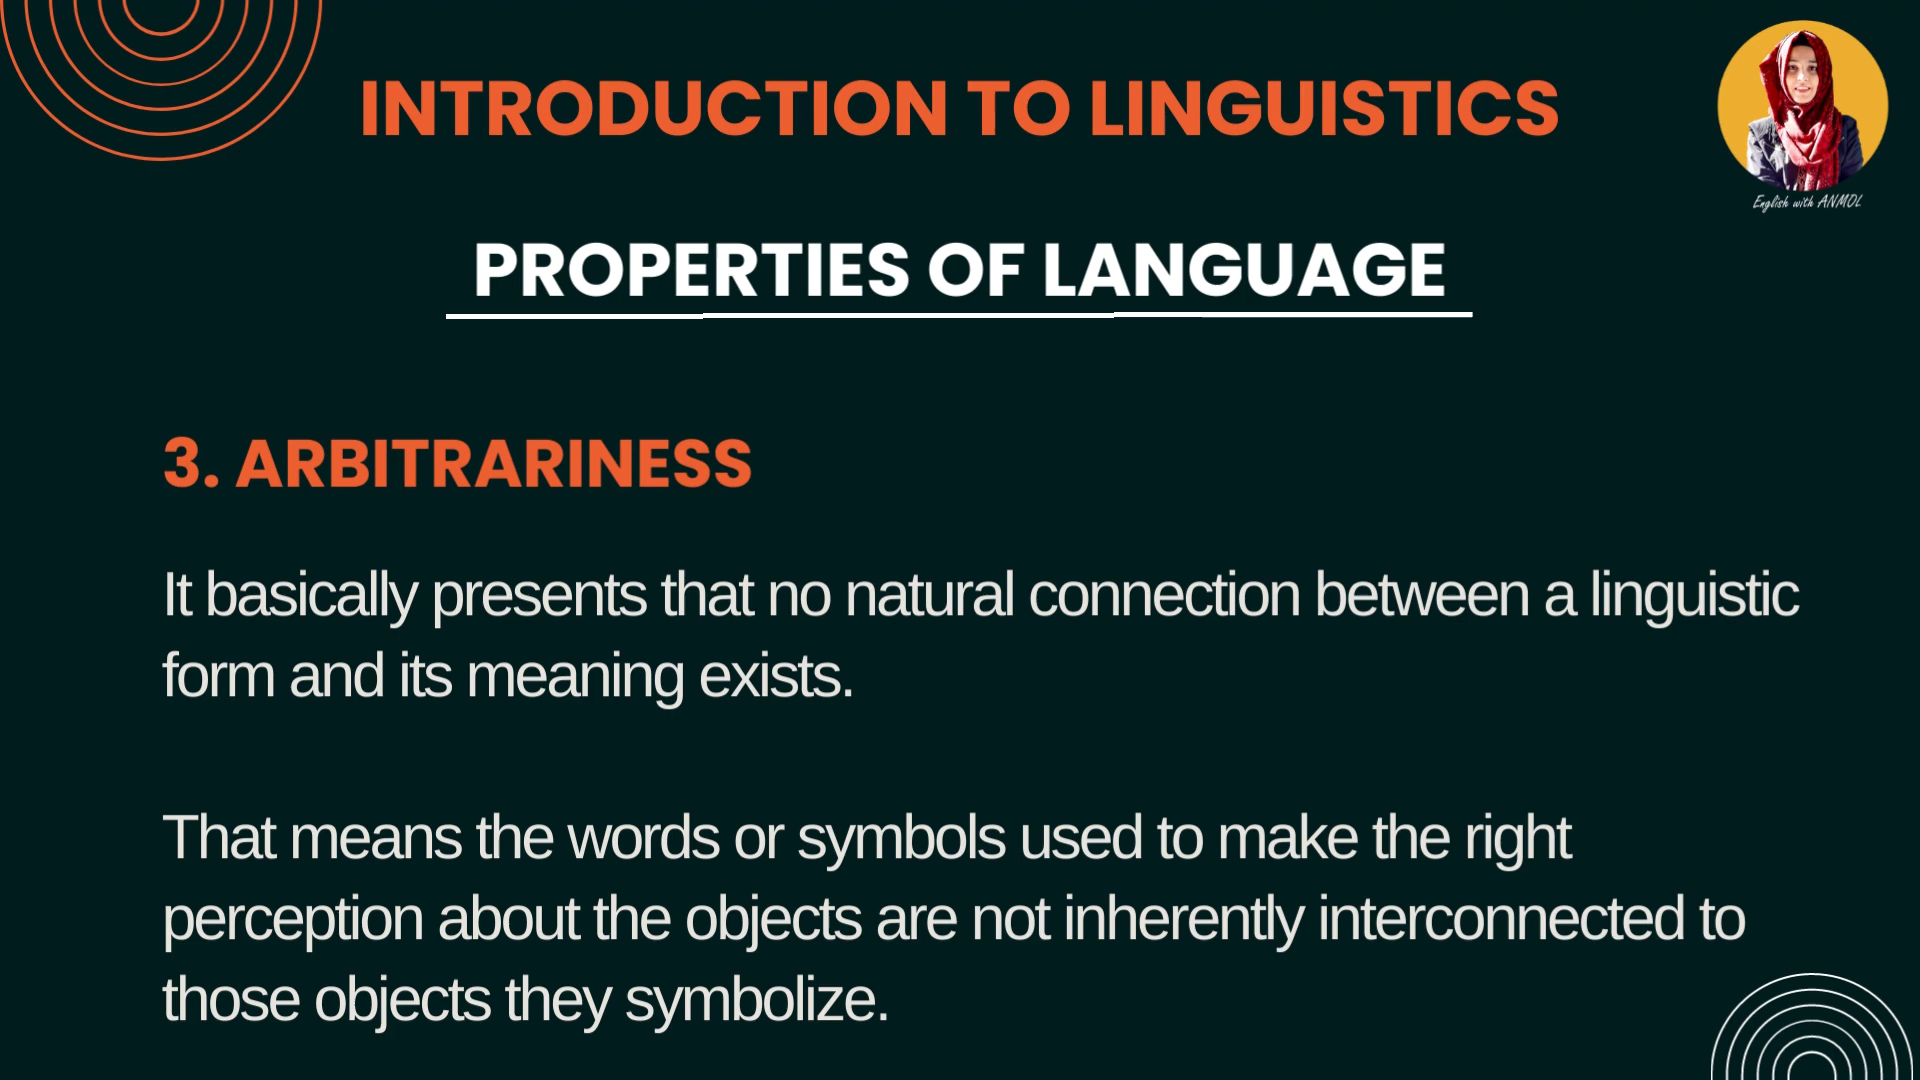 INTRODUCTION TO LINGUISTICS
English with ANMOL
PROPERTIES OF LANGUAGE
3. ARBITRARINESS
It basically presents that no natural connection between a linguistic
form and its meaning exists.
That means the words or symbols used to make the right
perception about the objects are not inherently interconnected to
those objects they symbolize.